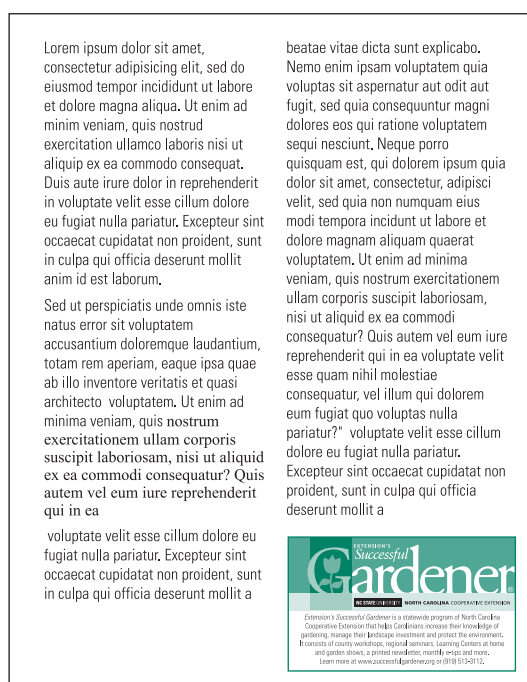 Lorem ipsum dolor sit amet,
consectetur adipisicing elit, sed do
eiusmod tempor incididunt ut labore
et dolore magna aliqua. Ut enim ad
minim veniam, quis nostrud
exercitation ullamco laboris nisi ut
aliquip ex ea commodo consequat.
Duis aute irure dolor in reprehenderit
in voluptate velit esse cillum dolore
eu fugiat nulla pariatur. Excepteur sint
occaecat cupidatat non proident, sunt
in culpa qui officia deserunt mollit
anim id est laborum.
Sed ut perspiciatis unde omnis iste
natus error sit voluptatem
accusantium doloremque laudantium,
totam rem aperiam, eaque ipsa quae
ab illo inventore veritatis et quasi
architecto voluptatem. Ut enim ad
minima veniam, quis nostrum
exercitationem ullam corporis
suscipit laboriosam, nisi ut aliquid
ex ea commodi consequatur? Quis
autem vel eum iure reprehenderit
qui in ea
voluptate velit esse cillum dolore eu
fugiat nulla pariatur. Excepteur sint
occaecat cupidatat non proident, sunt
in culpa qui officia deserunt mollit a
beatae vitae dicta sunt explicabo.
Nemo enim ipsam voluptatem quia
voluptas sit aspernatur aut odit aut
fugit, sed quia consequuntur magni
dolores eos qui ratione voluptatem
sequi nesciunt. Neque porro
quisquam est, qui dolorem ipsum quia
dolor sit amet, consectetur, adipisci
velit, sed quia non numquam eius
modi tempora incidunt ut labore et
dolore magnam aliquam quaerat
voluptatem. Ut enim ad minima
veniam, quis nostrum exercitationem
ullam corporis suscipit laboriosam,
nisi ut aliquid ex ea commodi
consequatur? Quis autem vel eum iure
reprehenderit qui in ea voluptate velit
esse quam nihil molestiae
consequatur, vel illum qui dolorem
eum fugiat quo voluptas nulla
pariatur?" voluptate velit esse cillum
dolore eu fugiat nulla pariatur.
Excepteur sint occaecat cupidatat non
proident, sunt in culpa qui officia
deserunt mollit a
EXTENSION'S
Successful
Gardener®
NC STATE UNIVERSITY NORTH CAROLINA COOPERATIVE EXTENSION
Extension's Successful Gardener is a statewide program of North Carolina
Cooperative Extension that helps Carolinians increase their knowledge of
gardening, manage their landscape investment and protect the environment.
It consists of county workshops, regional seminars, Learning Centers at home
and garden shows, a printed newsletter, monthly e-tips and more.
Learn more at www.successfulgardener.org or (919) 513-3112.